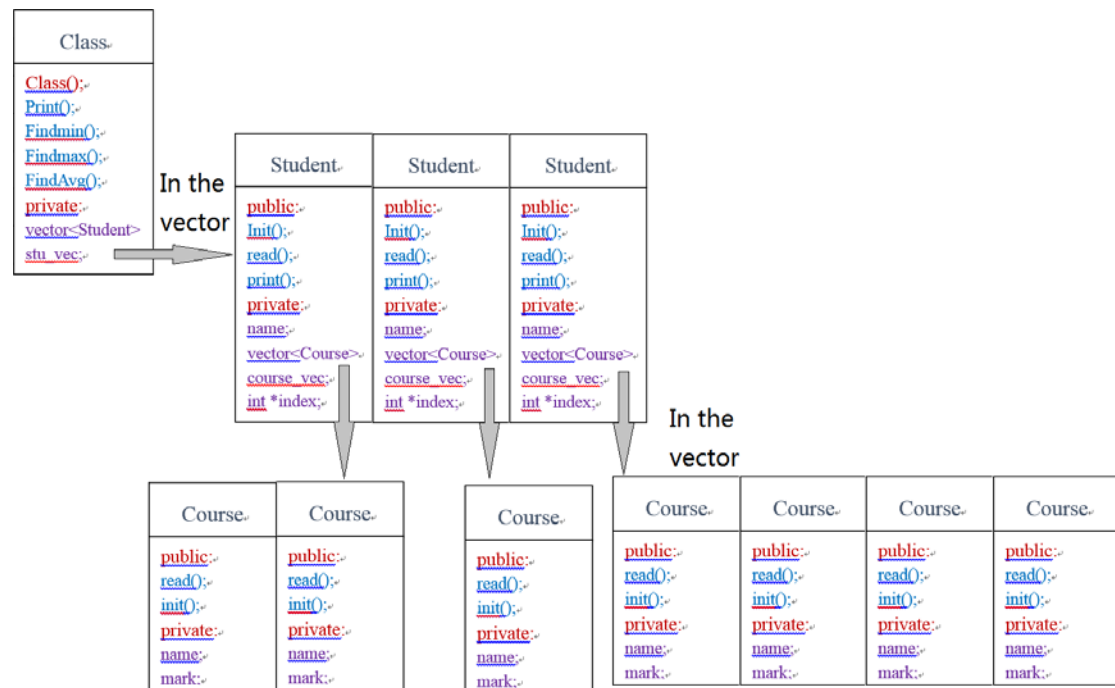 Class
Class();
Print();
Findmin();
Findmax();
FindAvg();
private:
vector<Student>
stu_vec;
In the
vector
Student
public:
Init();
read();
print();
private:
name;
vector<Course>
course_vec;
int *index;
Student
public:
Init();
read();
print();
private:
name;
vector<Course>
course_vec;
int *index;
Student
public:
Init();
read();
print();
private:
name;
vector<Course>
course_vec;
int *index;
In the
vector
Course
public:
read();
init();
private:
name;
mark;
Course
public:
read();
init();
private:
name;
mark;
Course
public:
read();
init();
private:
name;
mark;
Course
public:
read();
init();
private:
name;
mark;
Course
public:
read();
init();
private:
name;
mark;
Course
public:
read();
init();
private:
name;
mark;
Course
public:
read();
init();
private:
name;
mark;